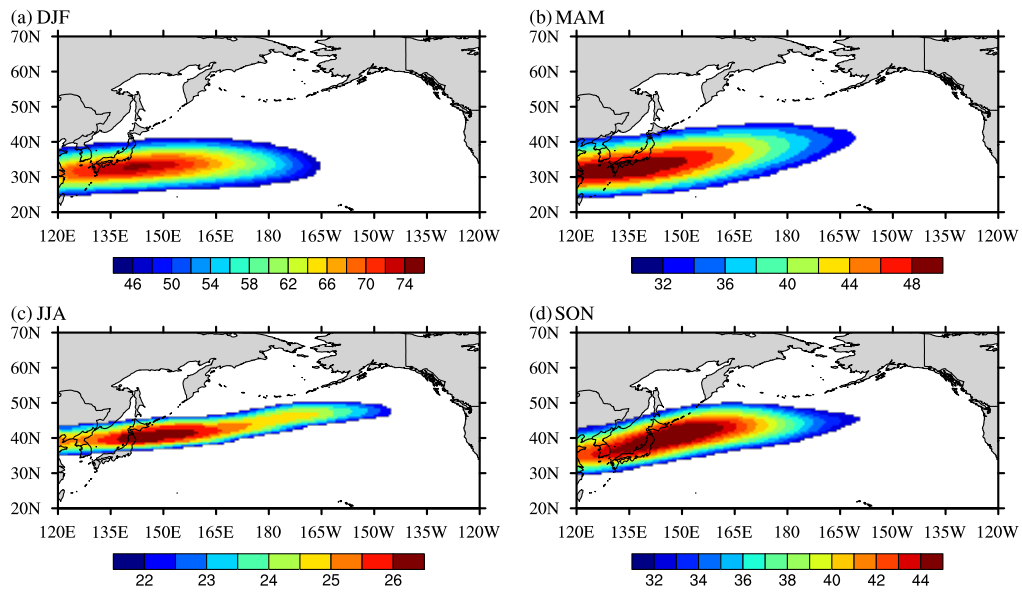 (a) DJF
70N
60N
50N
40N
30N
20N
120E 135E 150E 165E 180 165W 150W 135W 120W
46 50 54 58 62 66 70 74
(b) MAM
70N
60N
50N
40N
30N
20N
120E 135E 150E 165E 180 165W 150W 135W 120W
32 36 40 44 48
(c) JJA
70N
60N
50N
40N
30N
20N
120E 135E 150E 165E 180 165W 150W 135W 120W
22 23 24 25 26
(d) SON
70N
60N
50N
40N
30N
20N
120E 135E 150E 165E 180 165W 150W 135W 120W
32 34 36 38 40 42 44